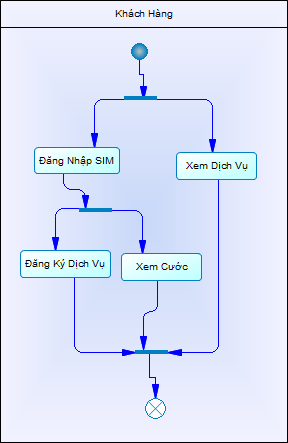 Khách Hàng
Đăng Nhập SIM
Xem Dịch Vụ
Đăng Ký Dịch Vụ
Xem Cước